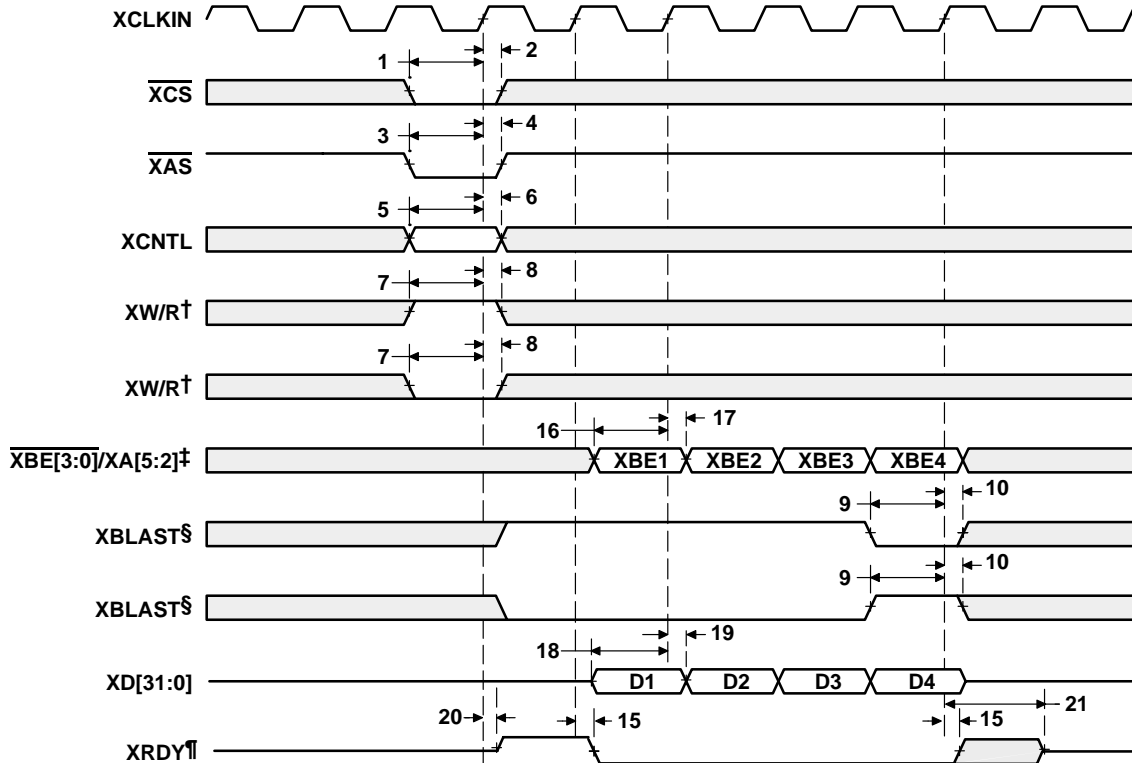 XCLKIN
1
2
XCS
3
4
XAS
5
6
XCNTL
7
8
XW/R†
7
8
XW/R†
16
17
XBE[3:0]/XA[5:2]‡
XBE1 XBE2 XBE3 XBE4
9
10
XBLAST§
9
10
XBLAST§
18
19
XD[31:0]
D1 D2 D3 D4
20
15
15
21
XRDY¶